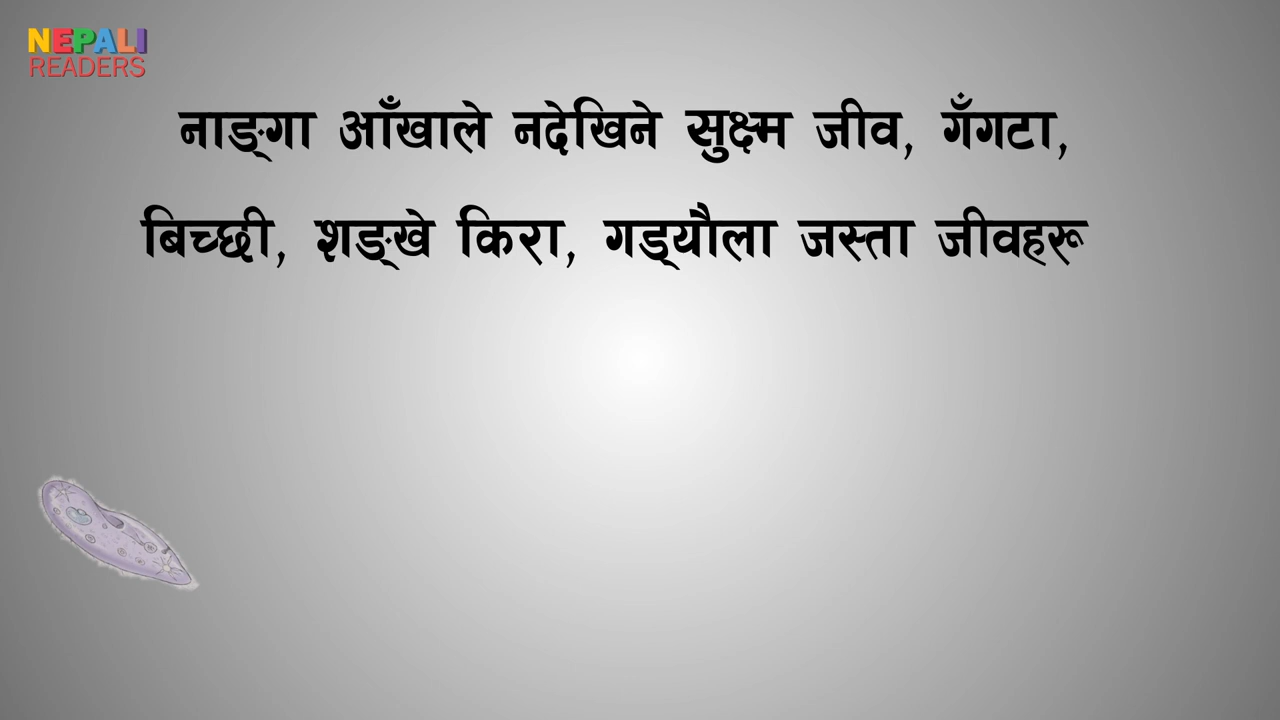 NEPALI
READERS
नाङ्गा आँखाले नदेखिने सुक्ष्म जीव, गँगटा,
बिच्छी, शङ्खे किरा, गड्यौला जस्ता जीवहरू